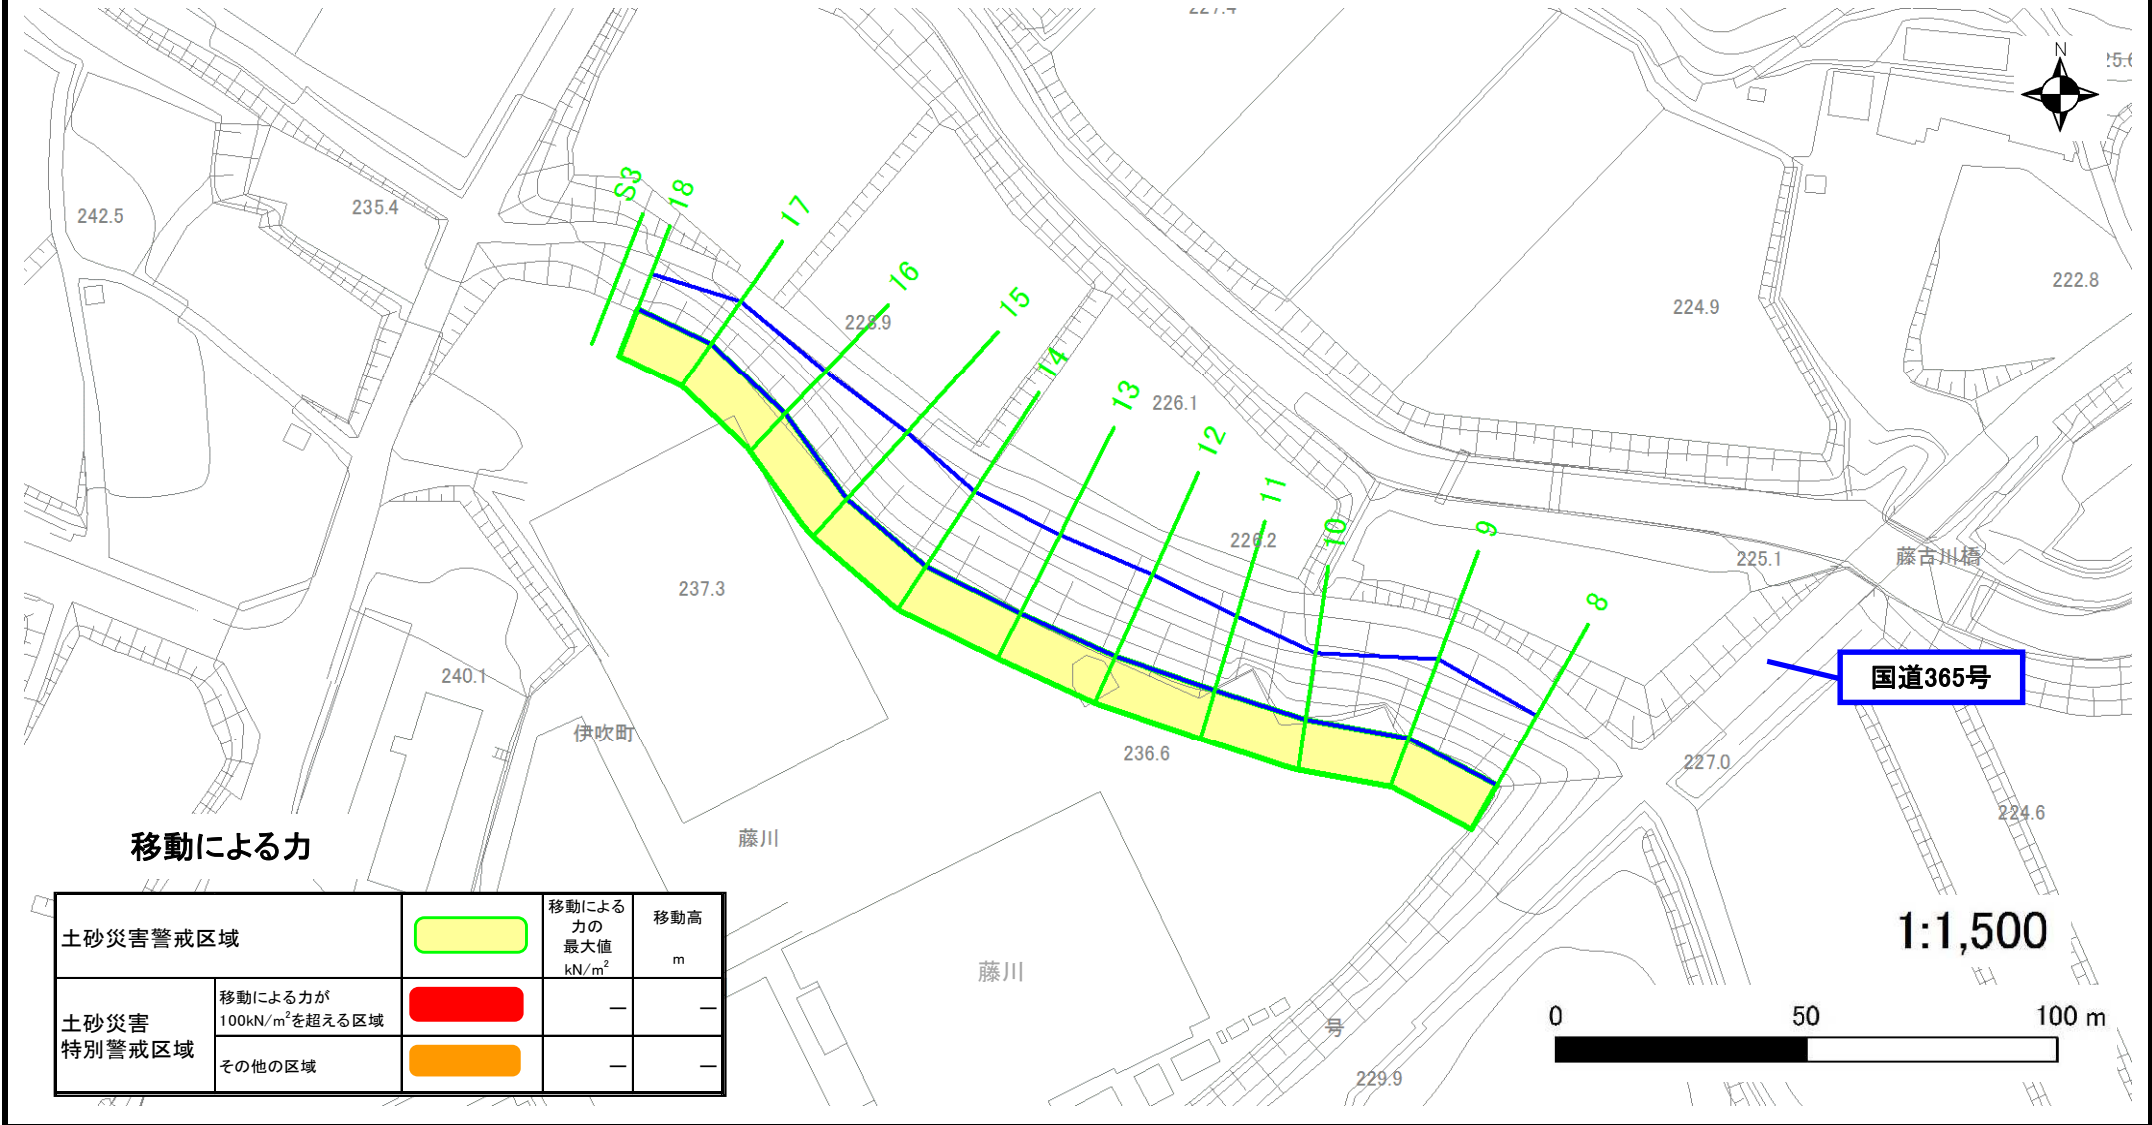 227.4
N
S3
18
17
16
15
14
13
12
11
10
9
8
242.5
235.4
228.9
226.1
226.2
224.9
222.8
225.1
藤古川橋
237.3
240.1
伊吹町
236.6
227.0
224.6
国道365号
藤川
藤川
号
229.9
移動による力
土砂災害警戒区域
移動による
力の
最大値
kN/m²
移動高
m
土砂災害
特別警戒区域
移動による力が
100kN/m²を超える区域
－
－
その他の区域
－
－
1:1,500
0
50
100 m